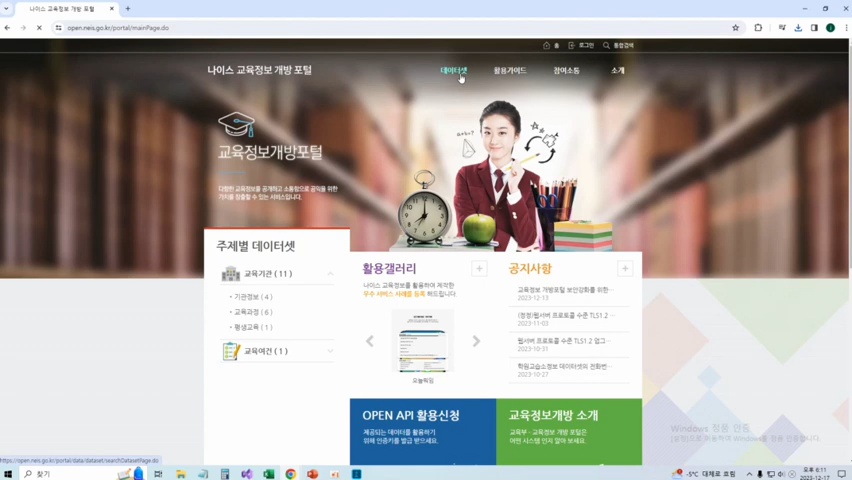 나이스 교육정보 개방 포털
open.neis.go.kr/portal/mainPage.do
홈 로그인 통합검색
나이스 교육정보 개방 포털
데이터셋 활용가이드 참여소통 소개
교육정보개방포털
다양한 교육정보를 공개하고 소통함으로 공익을 위한
가치를 창출할 수 있는 서비스입니다.
주제별 데이터셋
교육기관 ( 11 )
기관정보 ( 4 )
교육과정 ( 6 )
평생교육 ( 1 )
교육여건 ( 1 )
활용갤러리
나이스 교육정보를 활용하여 제작한
우수 서비스 사례를 등록 해드립니다.
오늘학밈
공지사항
교육정보 개방포털 보안강화를 위한···
2023-12-13
(정정)웹서버 프로토콜 수준 TLS1.2 ···
2023-11-03
웹서버 프로토콜 수준 TLS1.2 업그···
2023-10-31
학원교습소정보 데이터셋의 전화번···
2023-10-27
OPEN API 활용신청
제공되는 데이터를 활용하기
위해 인증키를 발급 받으세요.
교육정보개방 소개
교육부 - 교육정보 개방 포털은
어떤 시스템 인지 알아 보세요
Windows 정품 인증
[설정]으로 이동하여 Windows를 정품 인증합니다.
https://open.neis.go.kr/portal/data/dataset/searchDatasetPage.do
찾기
-5°C 대체로 흐림
오후 6:11
2023-12-17